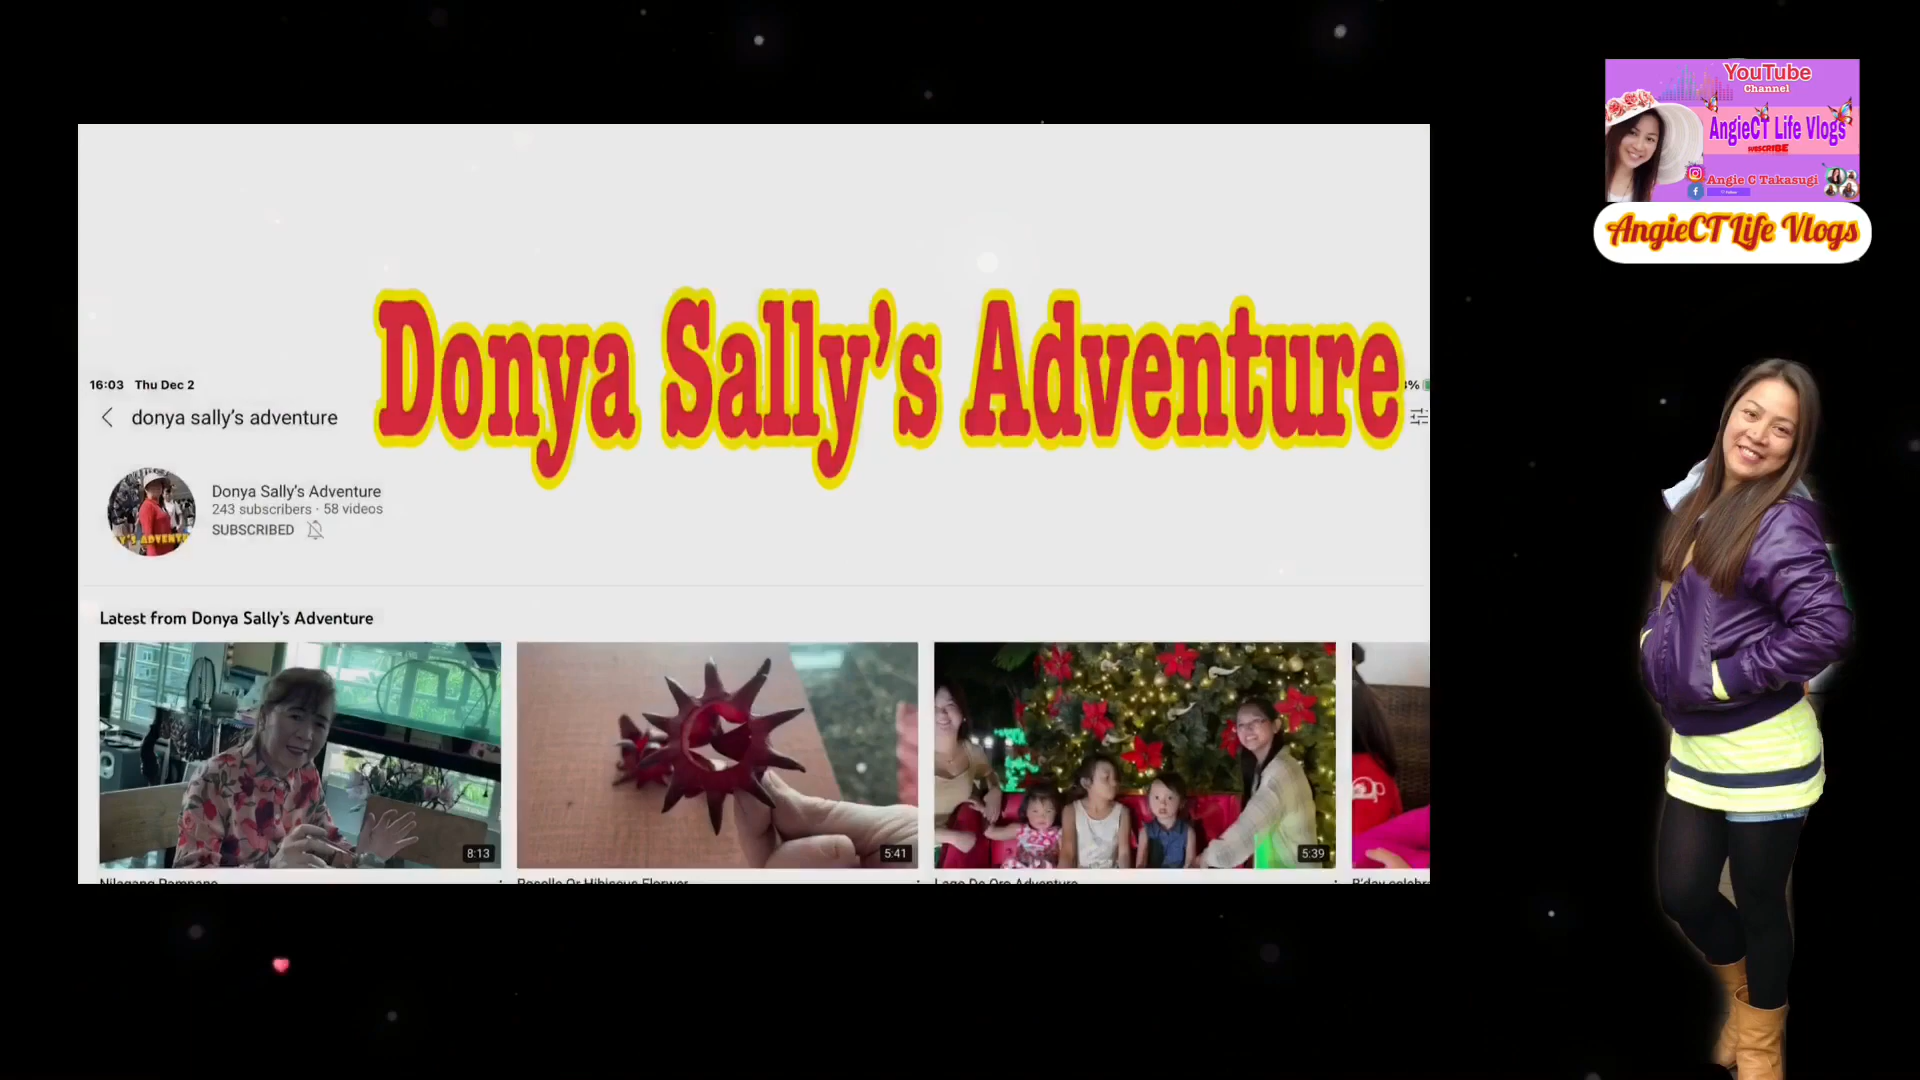 YouTube
Channel
AngieCT Life Vlogs
SUBSCRIBE
Angie C Takasugi
AngieCT Life Vlogs
Donya Sally's Adventure
16:03 Thu Dec 2
donya sally's adventure
Donya Sally's Adventure
243 subscribers · 58 videos
SUBSCRIBED
Latest from Donya Sally's Adventure
8:13
5:41
5:39